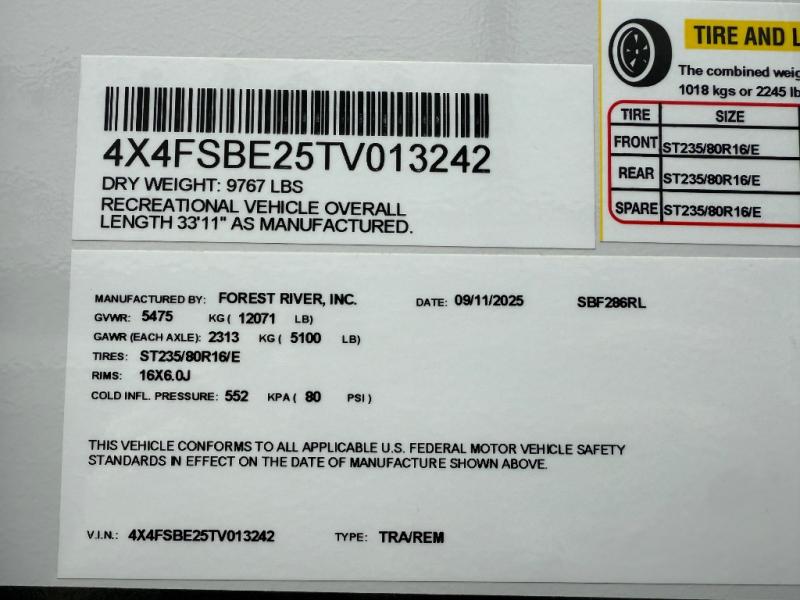 TIRE AND
The combined
1018 kgs or 2245
TIRE SIZE
FRONT ST235/80R16/E
REAR ST235/80R16/E
SPARE ST235/80R16/E
4X4FSBE25TV013242
DRY WEIGHT: 9767 LBS
RECREATIONAL VEHICLE OVERALL
LENGTH 33'11" AS MANUFACTURED.
MANUFACTURED BY: FOREST RIVER, INC. DATE: 09/11/2025 SBF286RL
GVWR: 5475 KG ( 12071 LB)
GAWR (EACH AXLE): 2313 KG ( 5100 LB)
TIRES: ST235/80R16/E
RIMS: 16X6.0J
COLD INFL. PRESSURE: 552 KPA ( 80 PSI )
THIS VEHICLE CONFORMS TO ALL APPLICABLE U.S. FEDERAL MOTOR VEHICLE SAFETY
STANDARDS IN EFFECT ON THE DATE OF MANUFACTURE SHOWN ABOVE.
V.I.N.: 4X4FSBE25TV013242 TYPE: TRA/REM